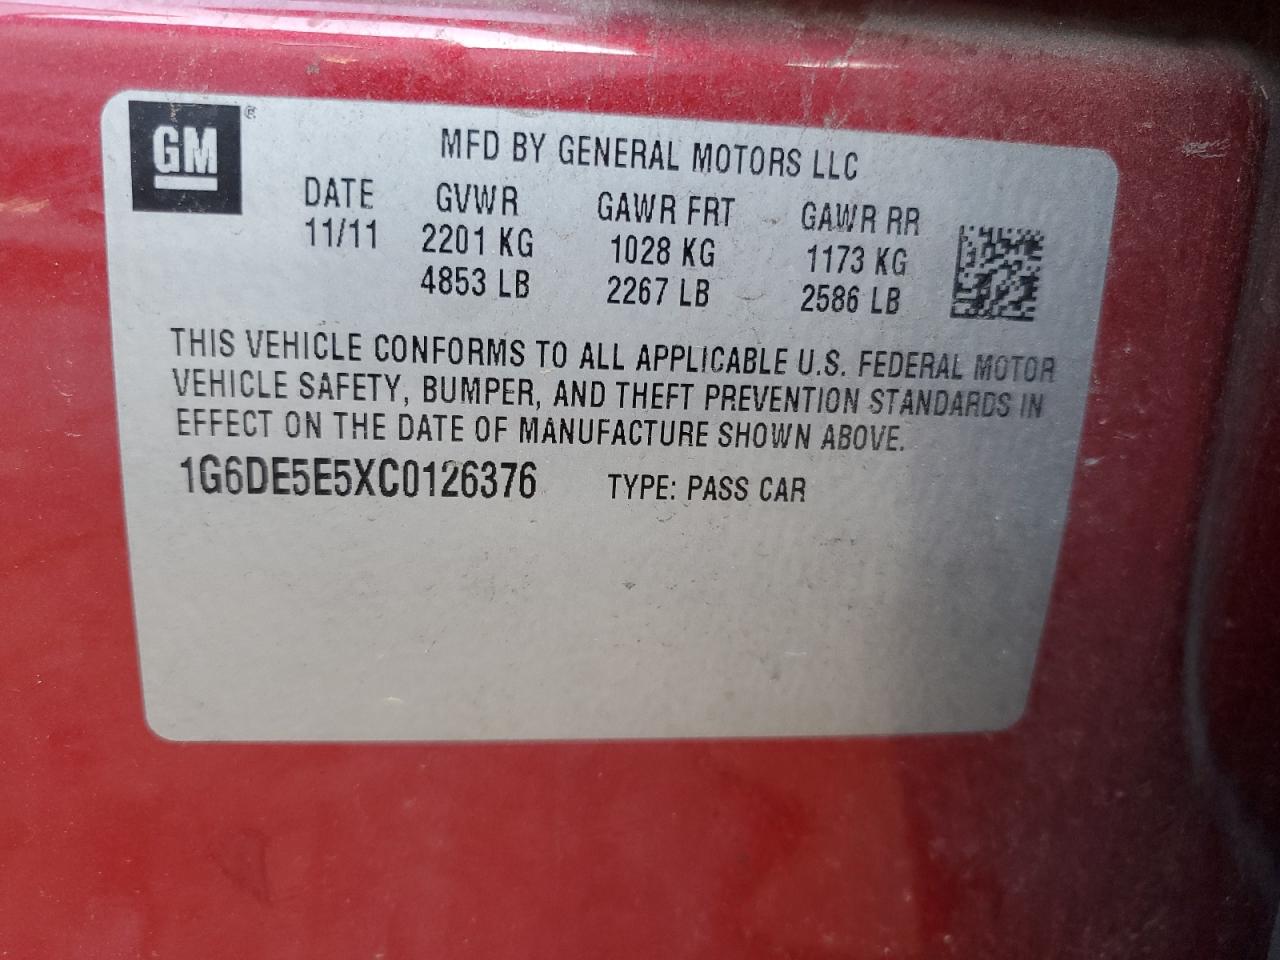 GM®
MFD BY GENERAL MOTORS LLC
DATE GVWR GAWR FRT GAWR RR
11/11 2201 KG 1028 KG 1173 KG
4853 LB 2267 LB 2586 LB
THIS VEHICLE CONFORMS TO ALL APPLICABLE U.S. FEDERAL MOTOR
VEHICLE SAFETY, BUMPER, AND THEFT PREVENTION STANDARDS IN
EFFECT ON THE DATE OF MANUFACTURE SHOWN ABOVE.
1G6DE5E5XC0126376 TYPE: PASS CAR